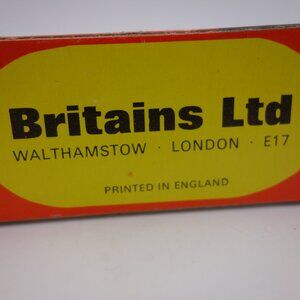 Britains Ltd
WALTHAMSTOW · LONDON · E17
PRINTED IN ENGLAND